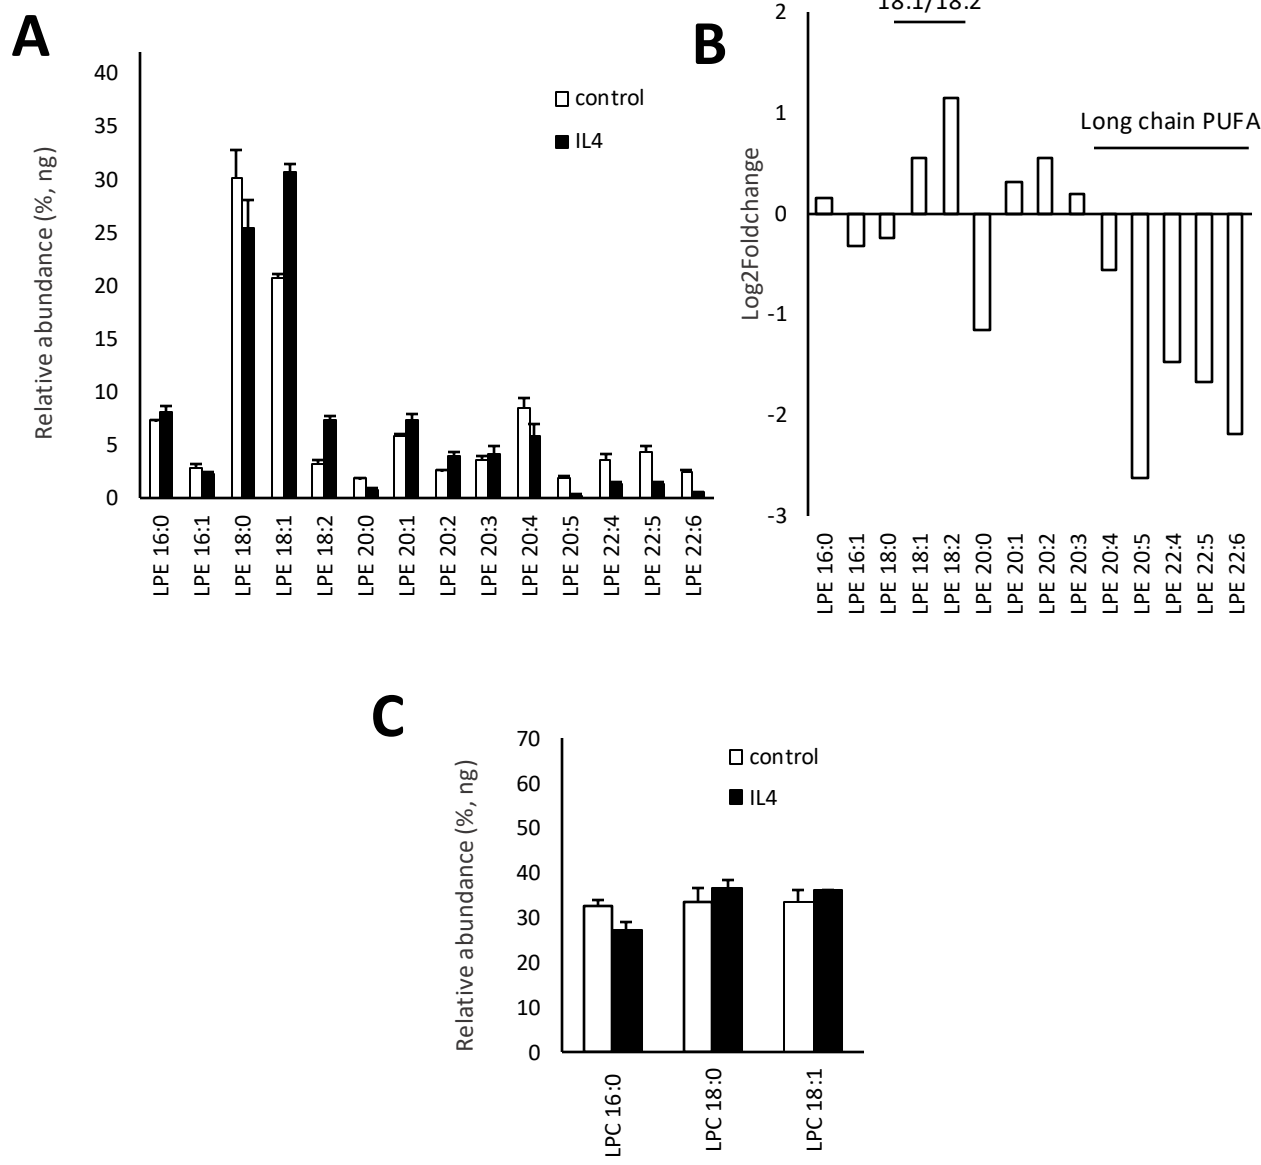 A
Relative abundance (%, ng)
40
35
30
25
20
15
10
5
0
control
IL4
LPE 16:0
LPE 16:1
LPE 18:0
LPE 18:1
LPE 18:2
LPE 20:0
LPE 20:1
LPE 20:2
LPE 20:3
LPE 20:4
LPE 20:5
LPE 22:4
LPE 22:5
LPE 22:6
B
Log2Foldchange
2
1
0
-1
-2
-3
18:1/18:2
Long chain PUFA
LPE 16:0
LPE 16:1
LPE 18:0
LPE 18:1
LPE 18:2
LPE 20:0
LPE 20:1
LPE 20:2
LPE 20:3
LPE 20:4
LPE 20:5
LPE 22:4
LPE 22:5
LPE 22:6
C
Relative abundance (%, ng)
70
60
50
40
30
20
10
0
control
IL4
LPC 16:0
LPC 18:0
LPC 18:1